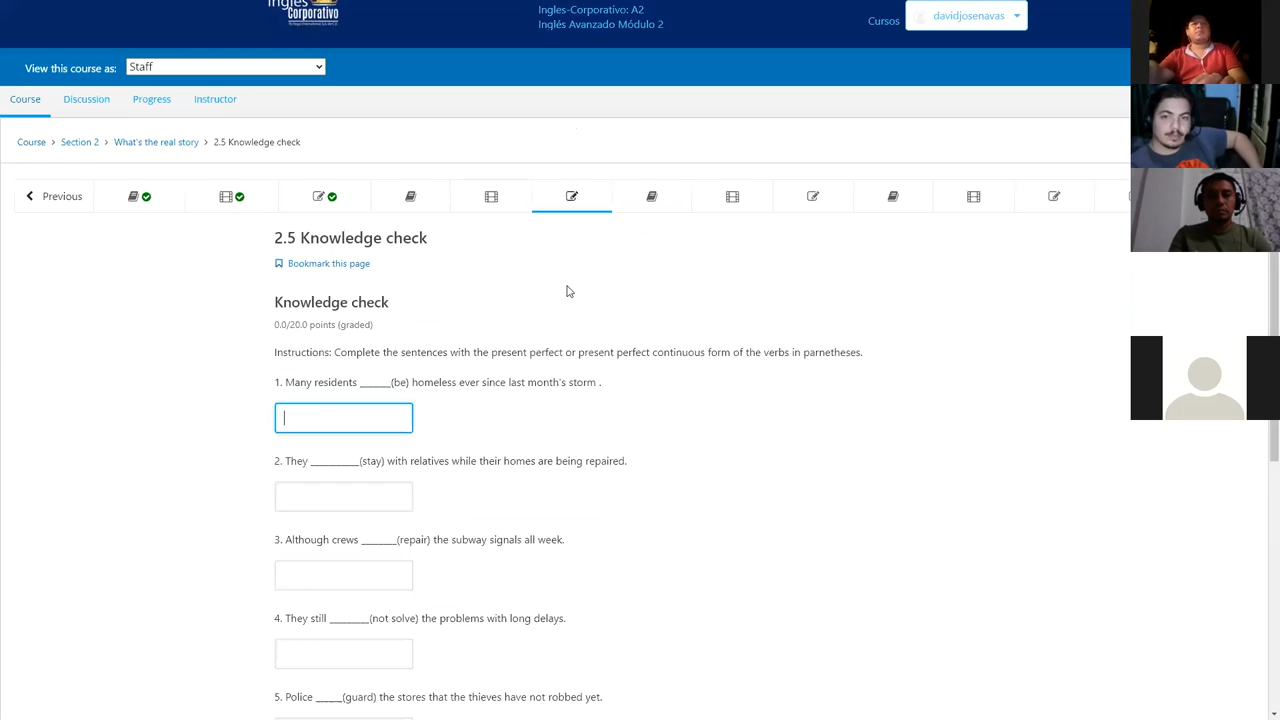 Inglés
Corporativo
Ingles-Corporativo: A2
Inglés Avanzado Módulo 2
Cursos
davidjosenavas
View this course as:
Staff
Course
Discussion
Progress
Instructor
Course > Section 2 > What's the real story > 2.5 Knowledge check
Previous
2.5 Knowledge check
Bookmark this page
Knowledge check
0.0/20.0 points (graded)
Instructions: Complete the sentences with the present perfect or present perfect continuous form of the verbs in parnetheses.
1. Many residents ______(be) homeless ever since last month's storm .
2. They __________(stay) with relatives while their homes are being repaired.
3. Although crews _______(repair) the subway signals all week.
4. They still ________(not solve) the problems with long delays.
5. Police ______(guard) the stores that the thieves have not robbed yet.